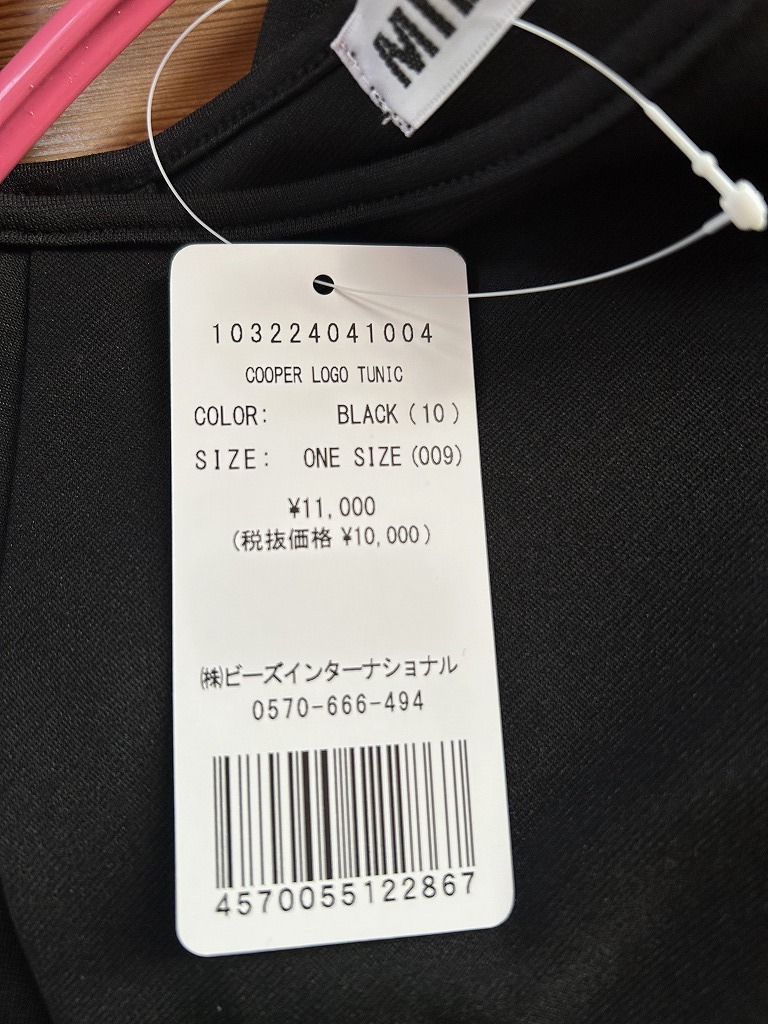 103224041004
COOPER LOGO TUNIC
COLOR: BLACK(10)
SIZE: ONE SIZE(009)
¥11,000
(税抜価格 ¥10,000)
㈱ビーズインターナショナル
0570-666-494
4570055122867